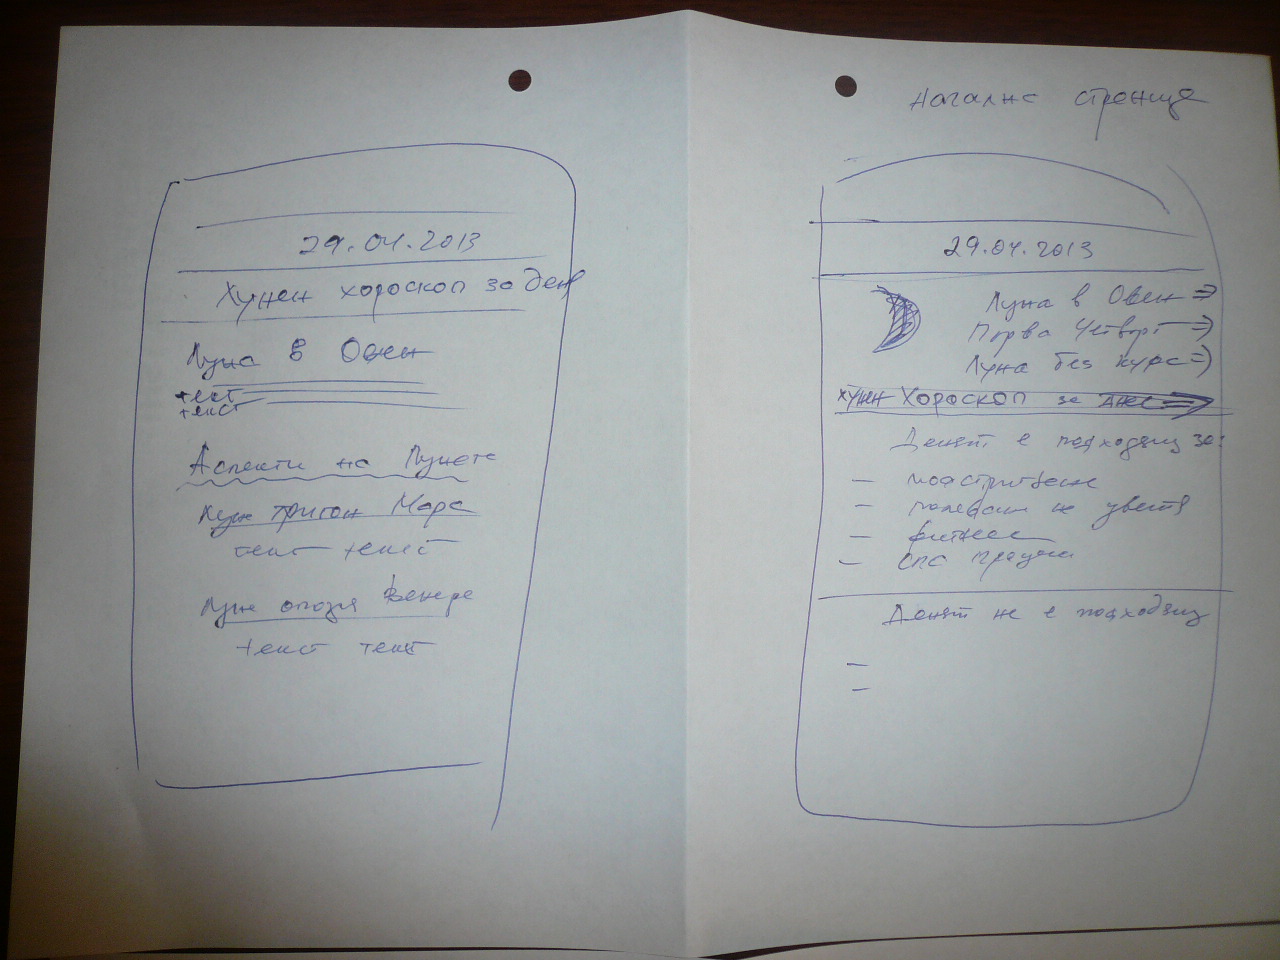 29.04.2013
Лунен хороскоп за ден
Луна в Овен
текст
текст
Аспекти на Луната
Луна тригон Марс
текст текст
Луна опозия Венера
текст текст
Начална страница
29.04.2013
Луна в Овен ⇒
Първа Четвърт ⇒
Луна без курс ⇒
Лунен Хороскоп за днес ⇒
Денят е подходящ за:
— подстригване
— поливане на цветя
— фитнес
— спа процед
Денят не е подходящ
—
—